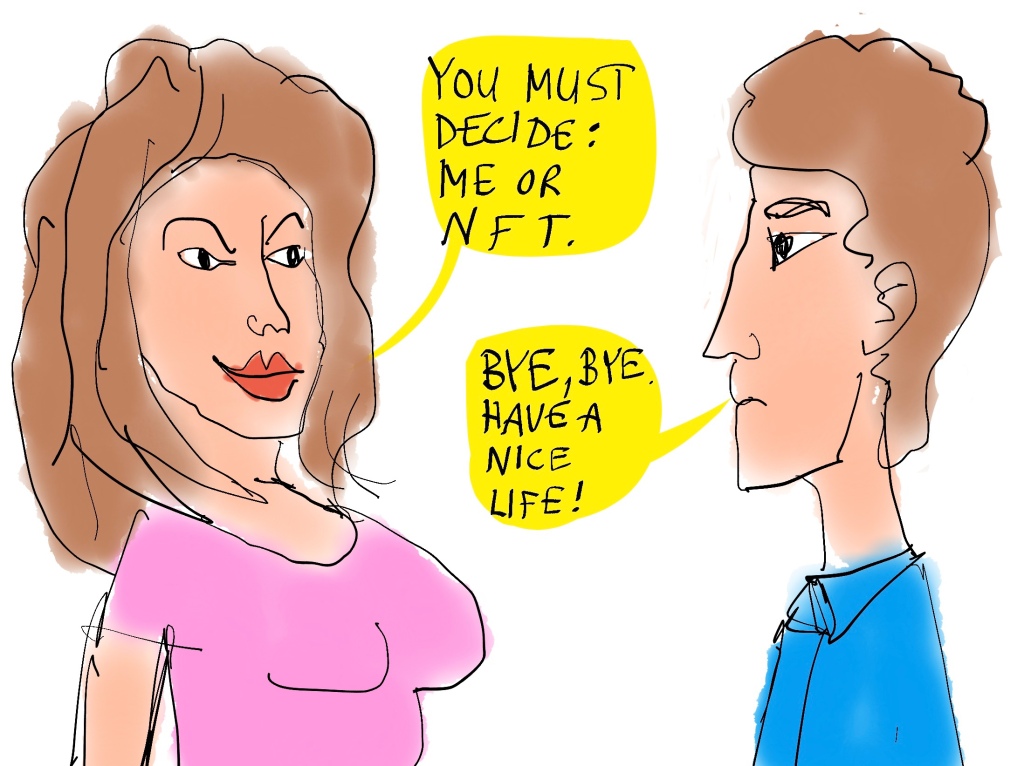 YOU MUST
DECIDE:
ME OR
NFT.
BYE, BYE.
HAVE A
NICE
LIFE!